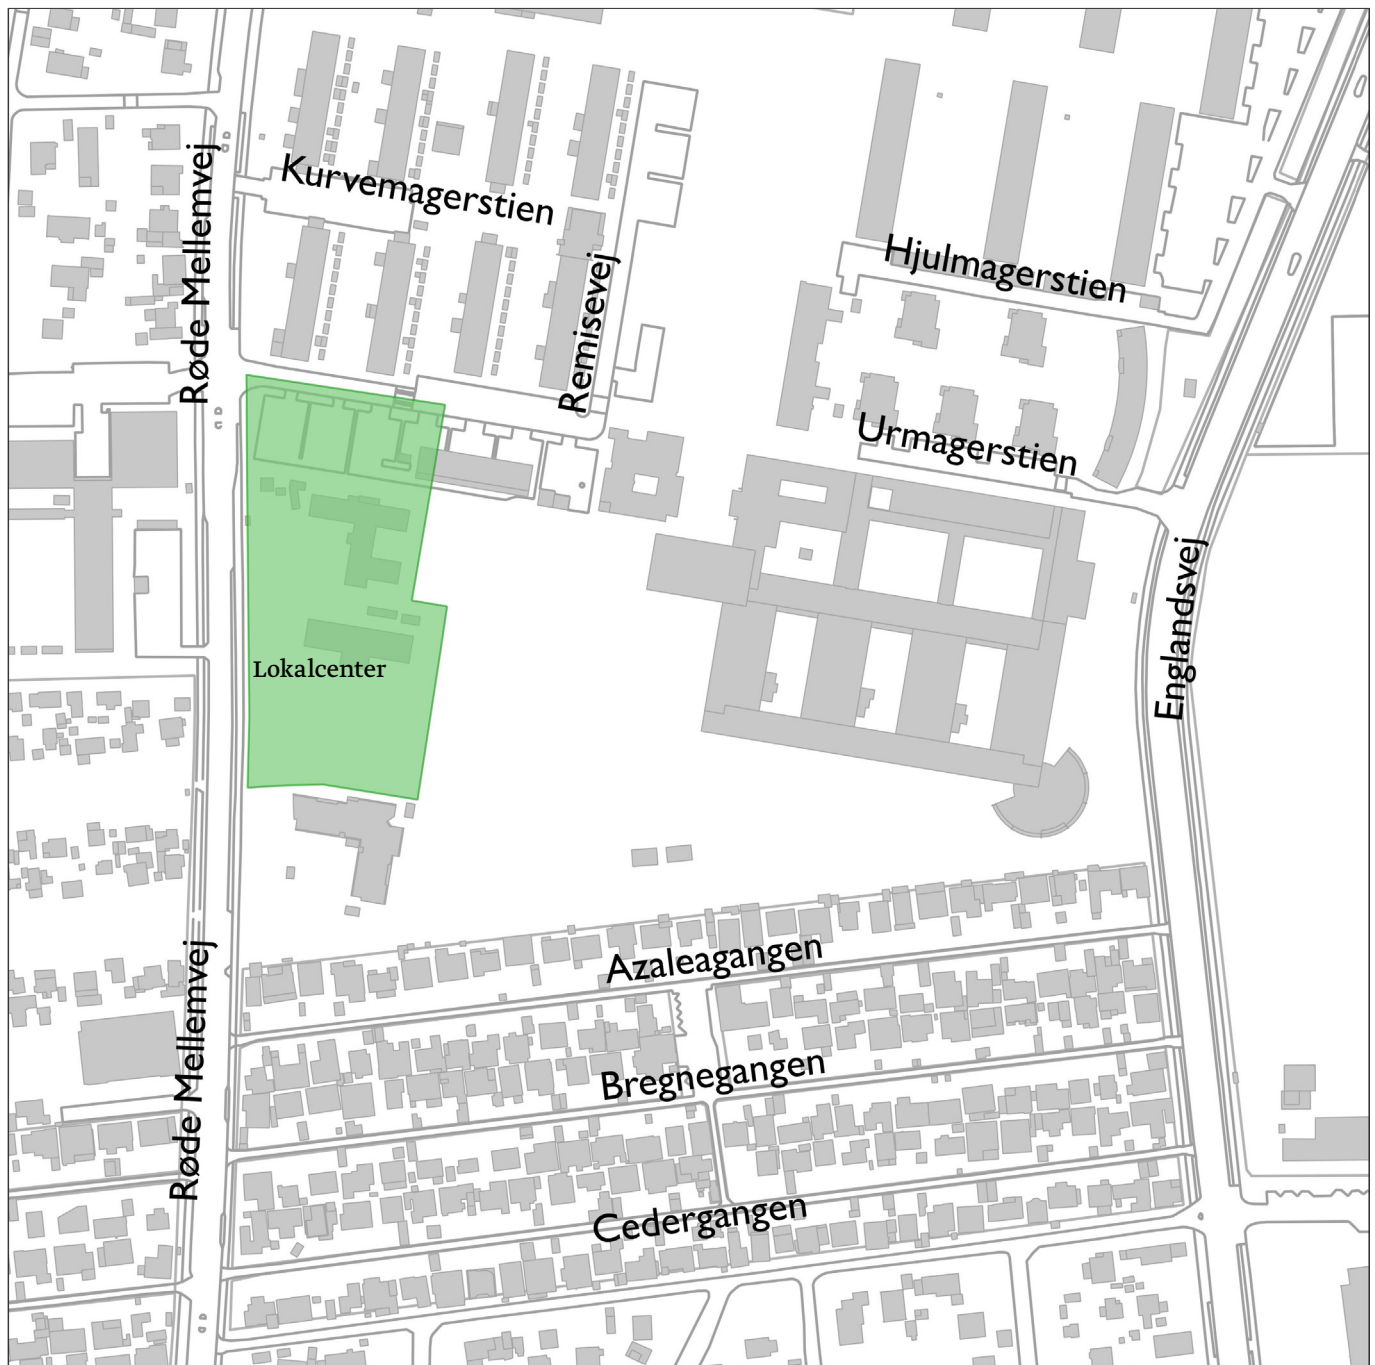 Kurvemagerstien
Røde Mellemvej
Hjulmagerstien
Remisevej
Urmagerstien
Englandsvej
Lokalcenter
Azaleagangen
Røde Mellemvej
Bregnegangen
Cedergangen